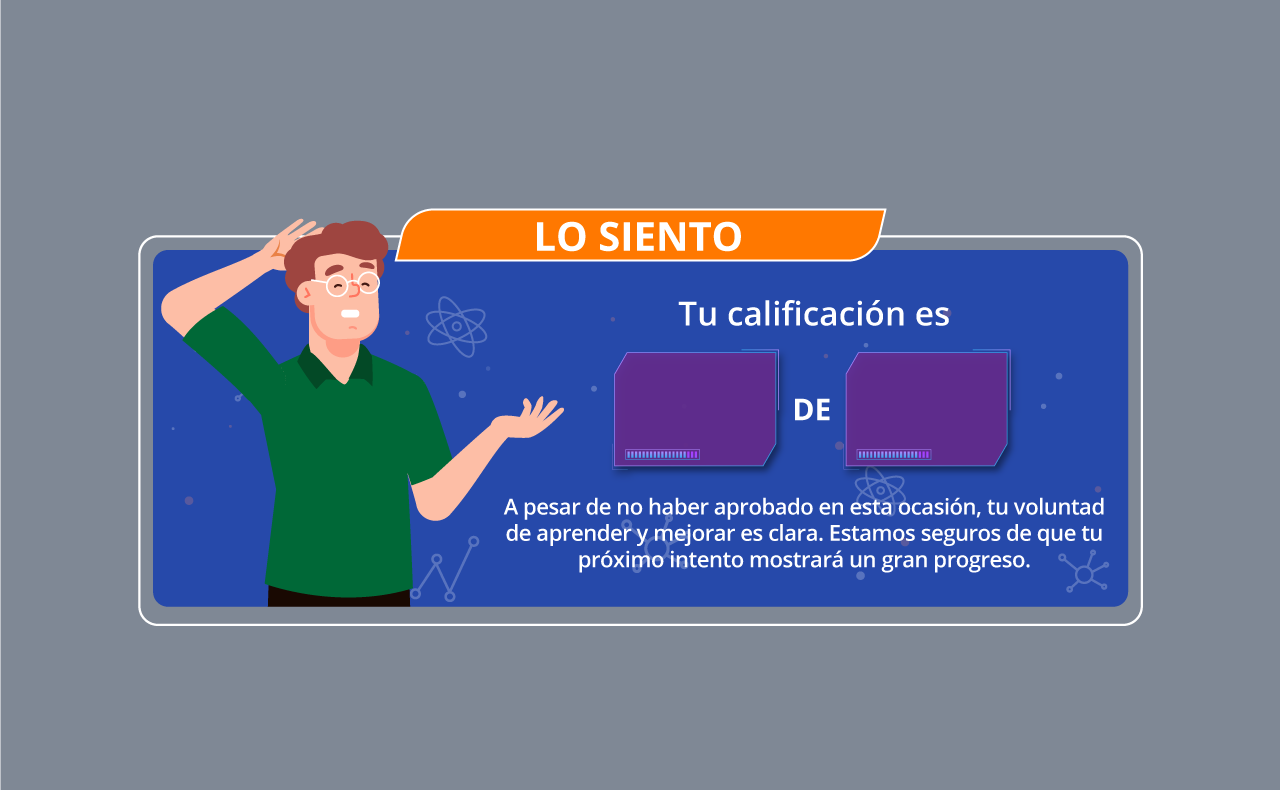 LO SIENTO
Tu calificación es
DE
A pesar de no haber aprobado en esta ocasión, tu voluntad
de aprender y mejorar es clara. Estamos seguros de que tu
próximo intento mostrará un gran progreso.